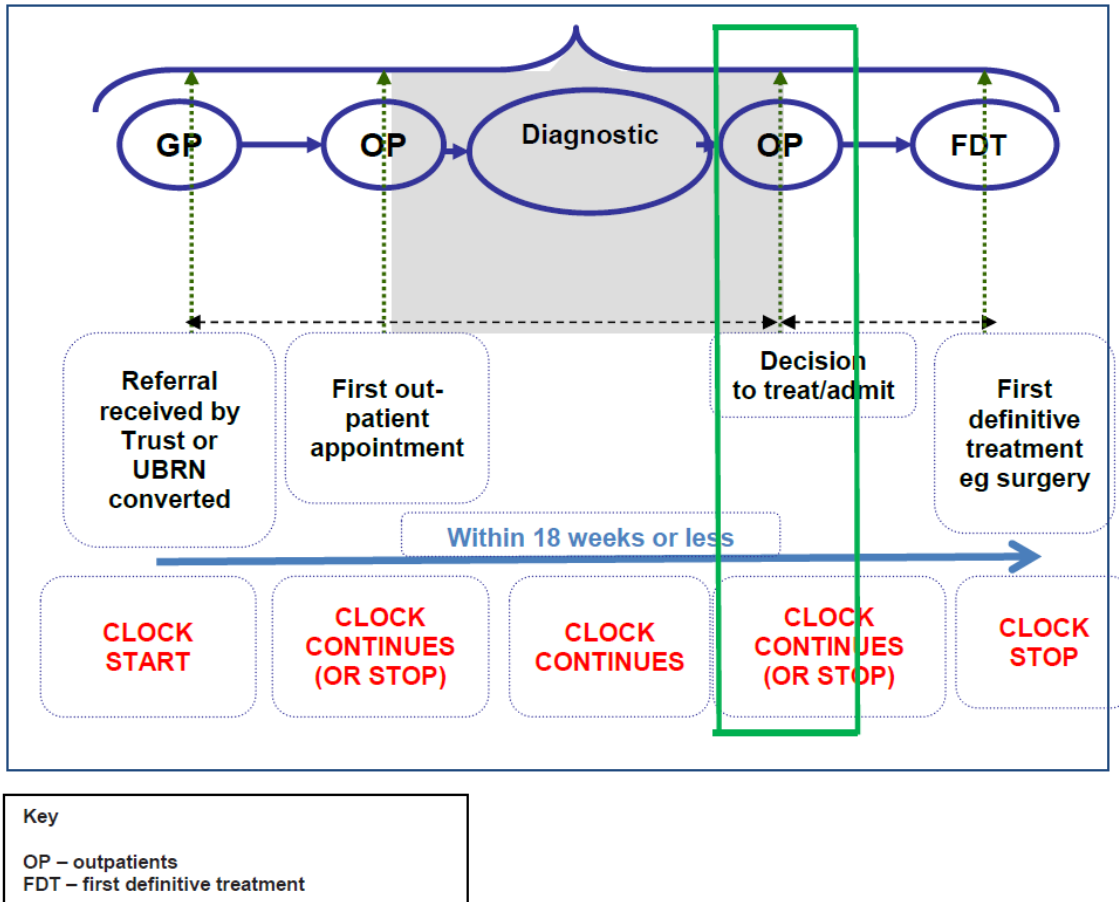 GP
OP
Diagnostic
OP
FDT
Referral
received by
Trust or
UBRN
converted
First out-
patient
appointment
Decision
to treat/admit
First
definitive
treatment
eg surgery
Within 18 weeks or less
CLOCK
START
CLOCK
CONTINUES
(OR STOP)
CLOCK
CONTINUES
CLOCK
CONTINUES
(OR STOP)
CLOCK
STOP
Key
OP – outpatients
FDT – first definitive treatment